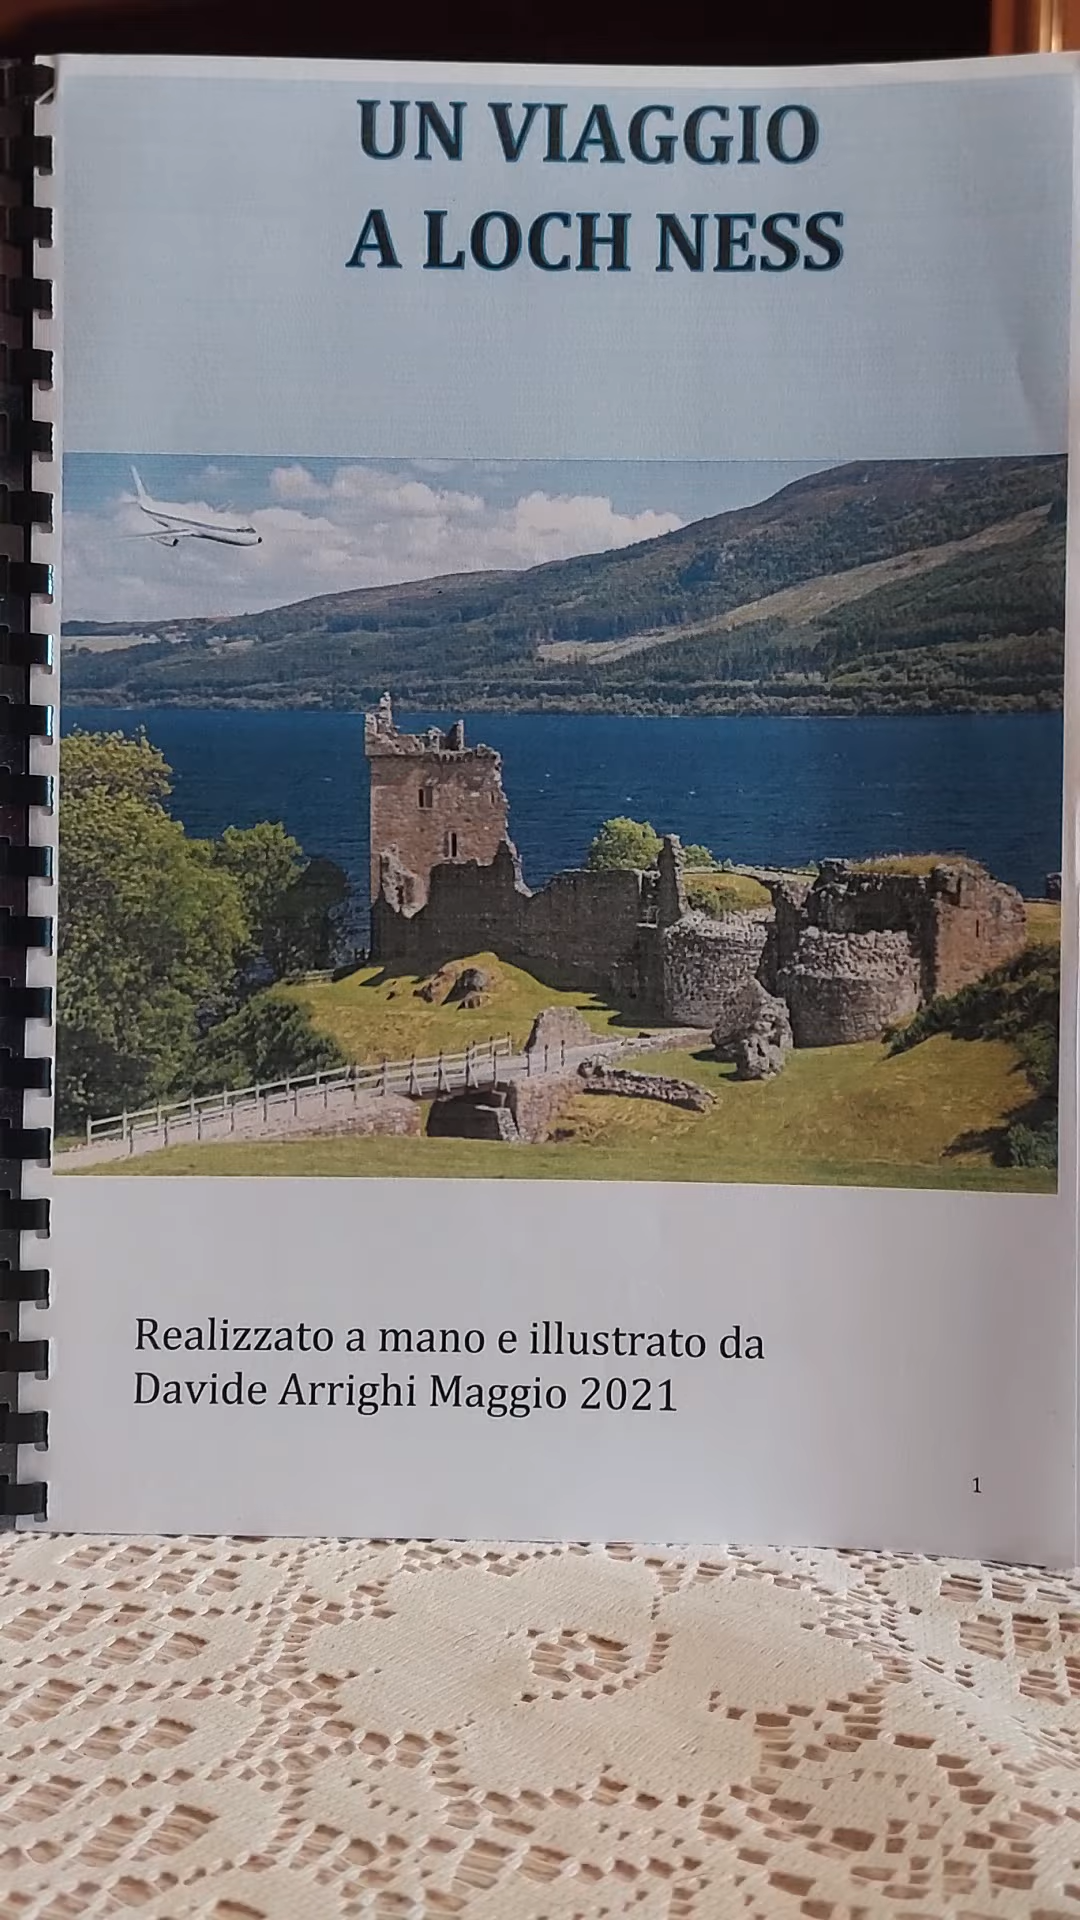 UN VIAGGIO
A LOCH NESS
Realizzato a mano e illustrato da
Davide Arrighi Maggio 2021
1